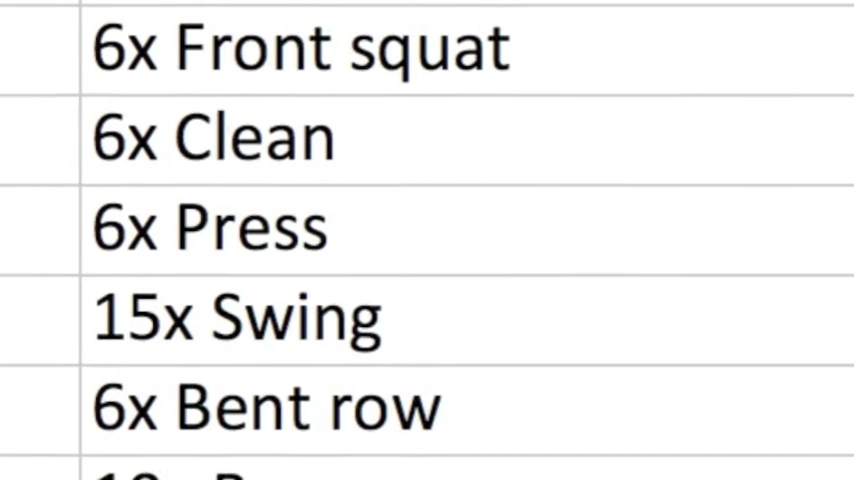 6x Front squat
6x Clean
6x Press
15x Swing
6x Bent row